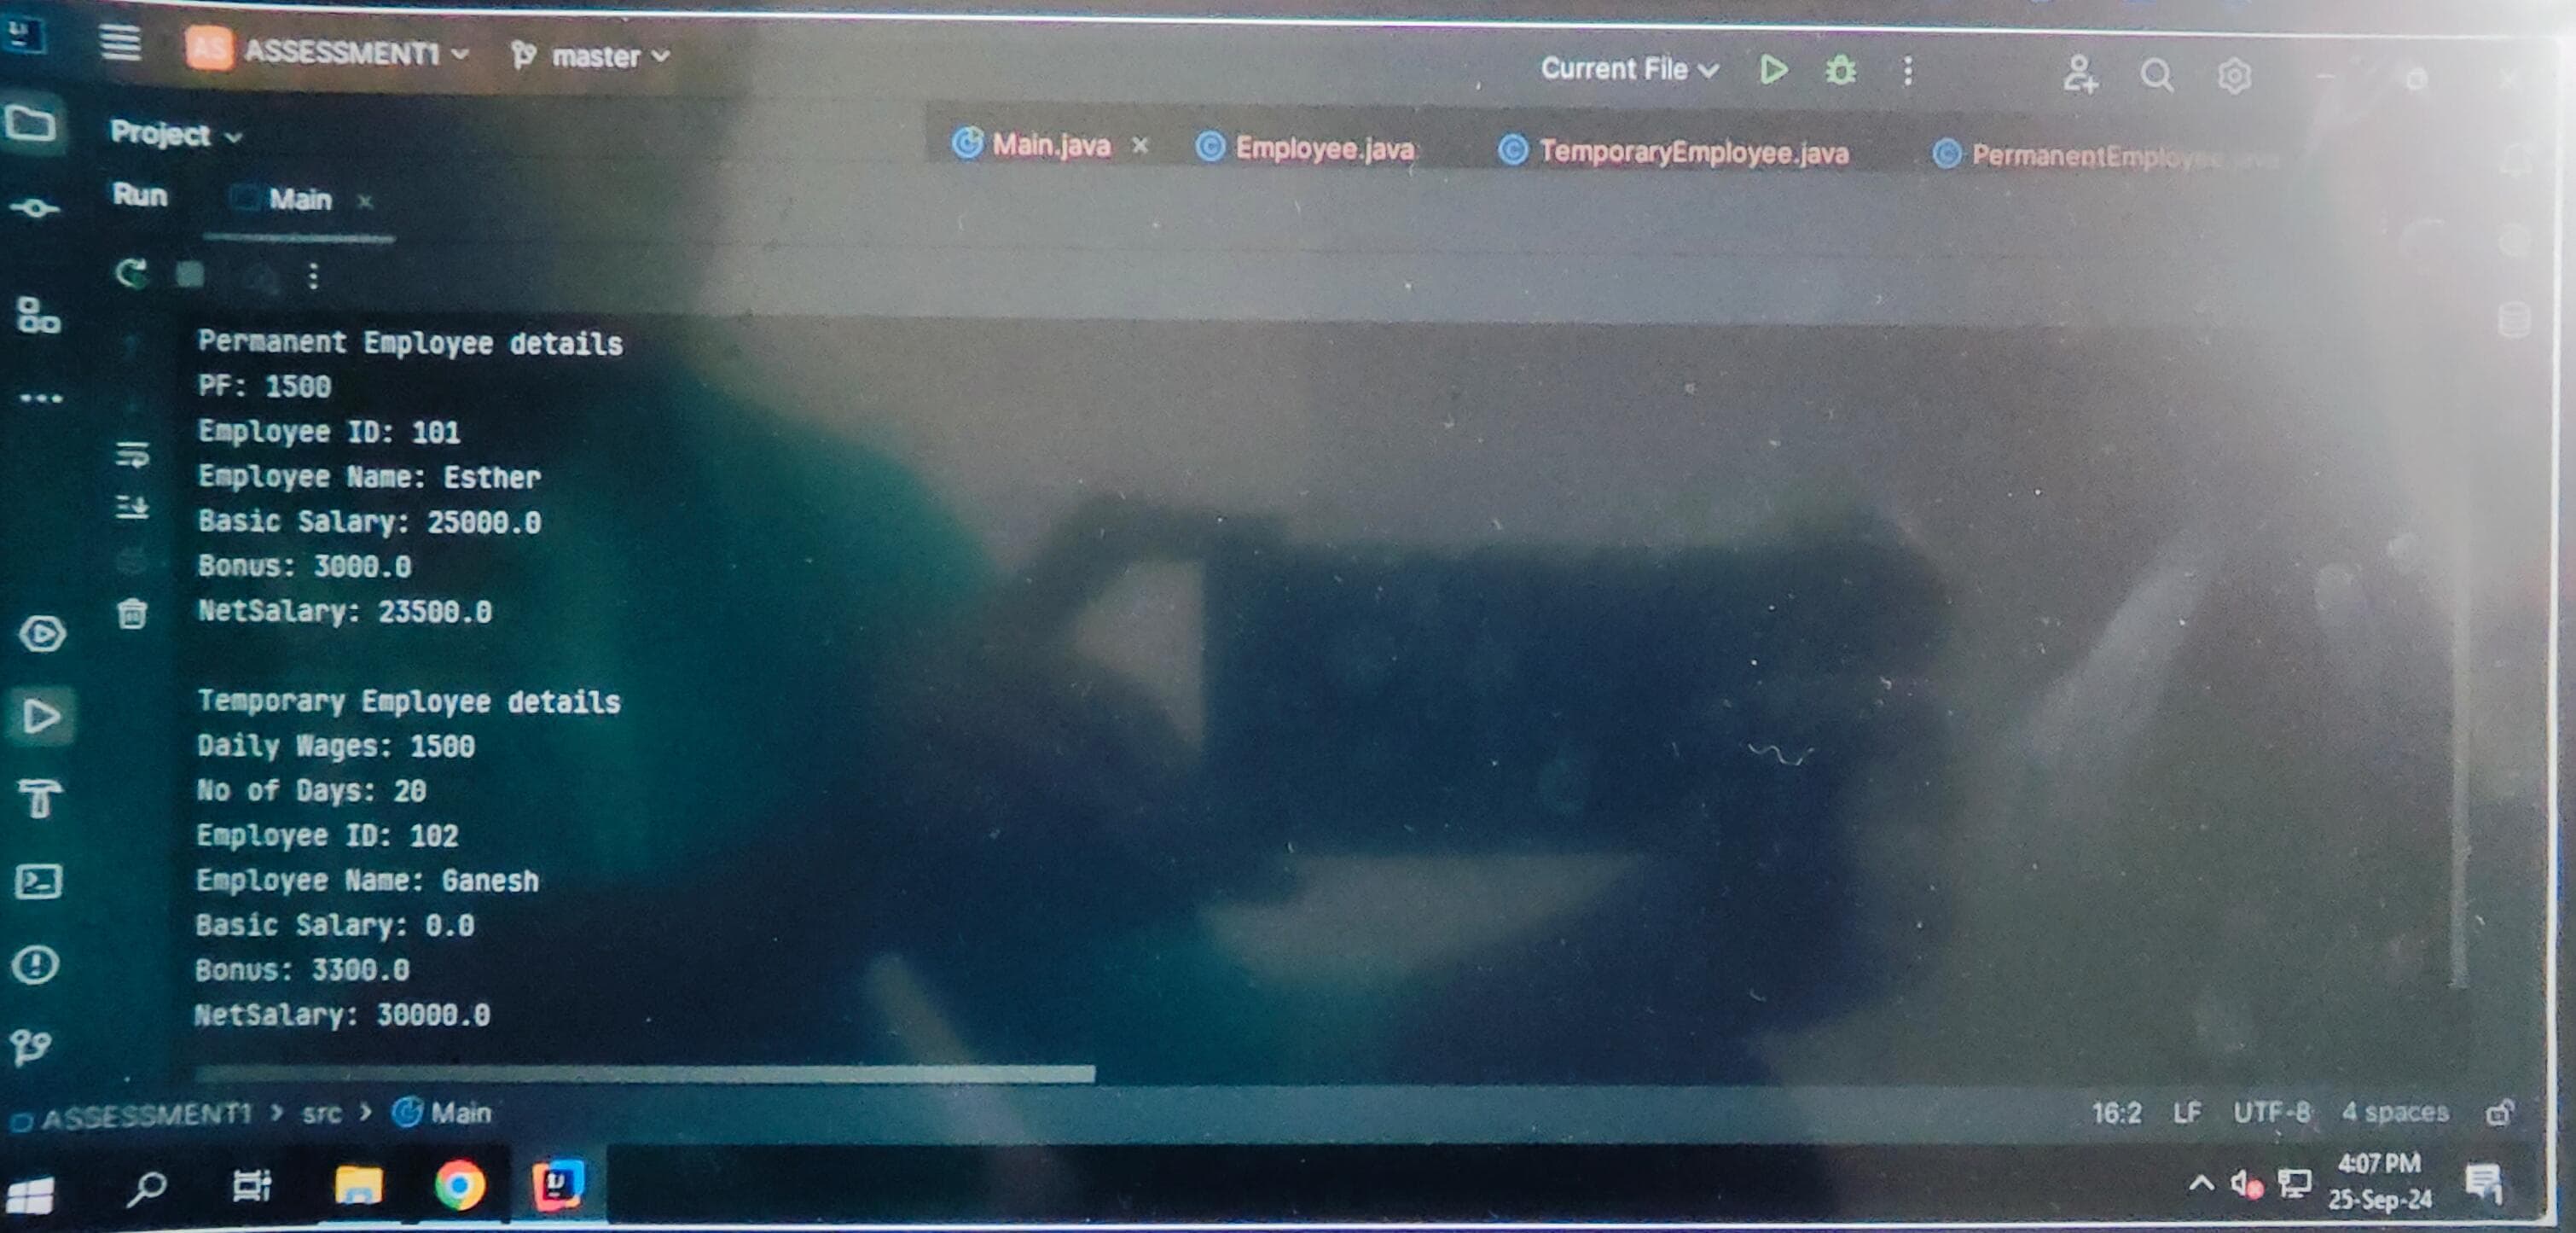 AS ASSESSMENT1 master Current File
Project Main.java Employee.java TemporaryEmployee.java
Run Main
Permanent Employee details
PF: 1500
Employee ID: 101
Employee Name: Esther
Basic Salary: 25000.0
Bonus: 3000.0
NetSalary: 23500.0
Temporary Employee details
Daily Wages: 1500
No of Days: 20
Employee ID: 102
Employee Name: Ganesh
Basic Salary: 0.0
Bonus: 3300.0
NetSalary: 30000.0
ASSESSMENT1 > src > Main 16:2 LF UTF-8 4 spaces
4:07 PM
25-Sep-24
1